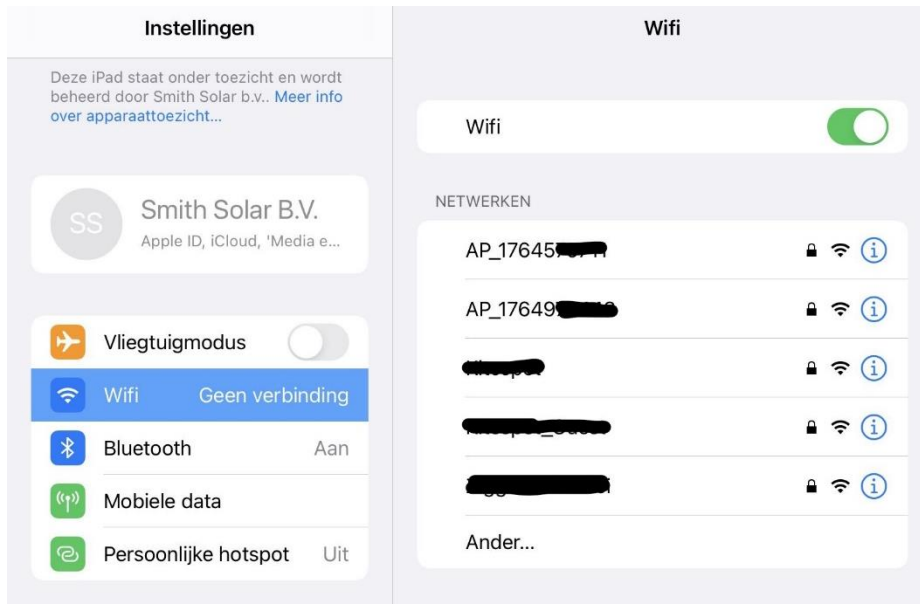 Instellingen
Deze iPad staat onder toezicht en wordt
beheerd door Smith Solar b.v.. Meer info
over apparaattoezicht...
SS
Smith Solar B.V.
Apple ID, iCloud, 'Media e...
Vliegtuigmodus
Wifi Geen verbinding
Bluetooth Aan
Mobiele data
Persoonlijke hotspot Uit
Wifi
Wifi
NETWERKEN
AP_17645
AP_17649
Ander...